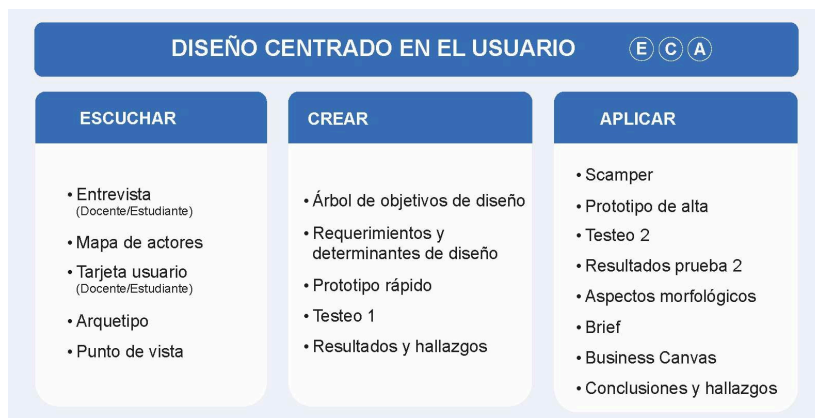 DISEÑO CENTRADO EN EL USUARIO E C A
ESCUCHAR
• Entrevista
(Docente/Estudiante)
• Mapa de actores
• Tarjeta usuario
(Docente/Estudiante)
• Arquetipo
• Punto de vista
CREAR
• Árbol de objetivos de diseño
• Requerimientos y
determinantes de diseño
• Prototipo rápido
• Testeo 1
• Resultados y hallazgos
APLICAR
• Scamper
• Prototipo de alta
• Testeo 2
• Resultados prueba 2
• Aspectos morfológicos
• Brief
• Business Canvas
• Conclusiones y hallazgos